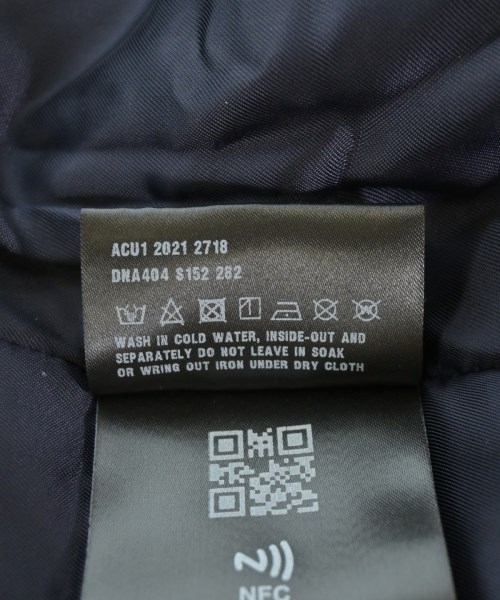 ACU1 2021 2718
DNA404 S152 282
WASH IN COLD WATER, INSIDE-OUT AND
SEPARATELY DO NOT LEAVE IN SOAK
OR WRING OUT IRON UNDER DRY CLOTH
NFC